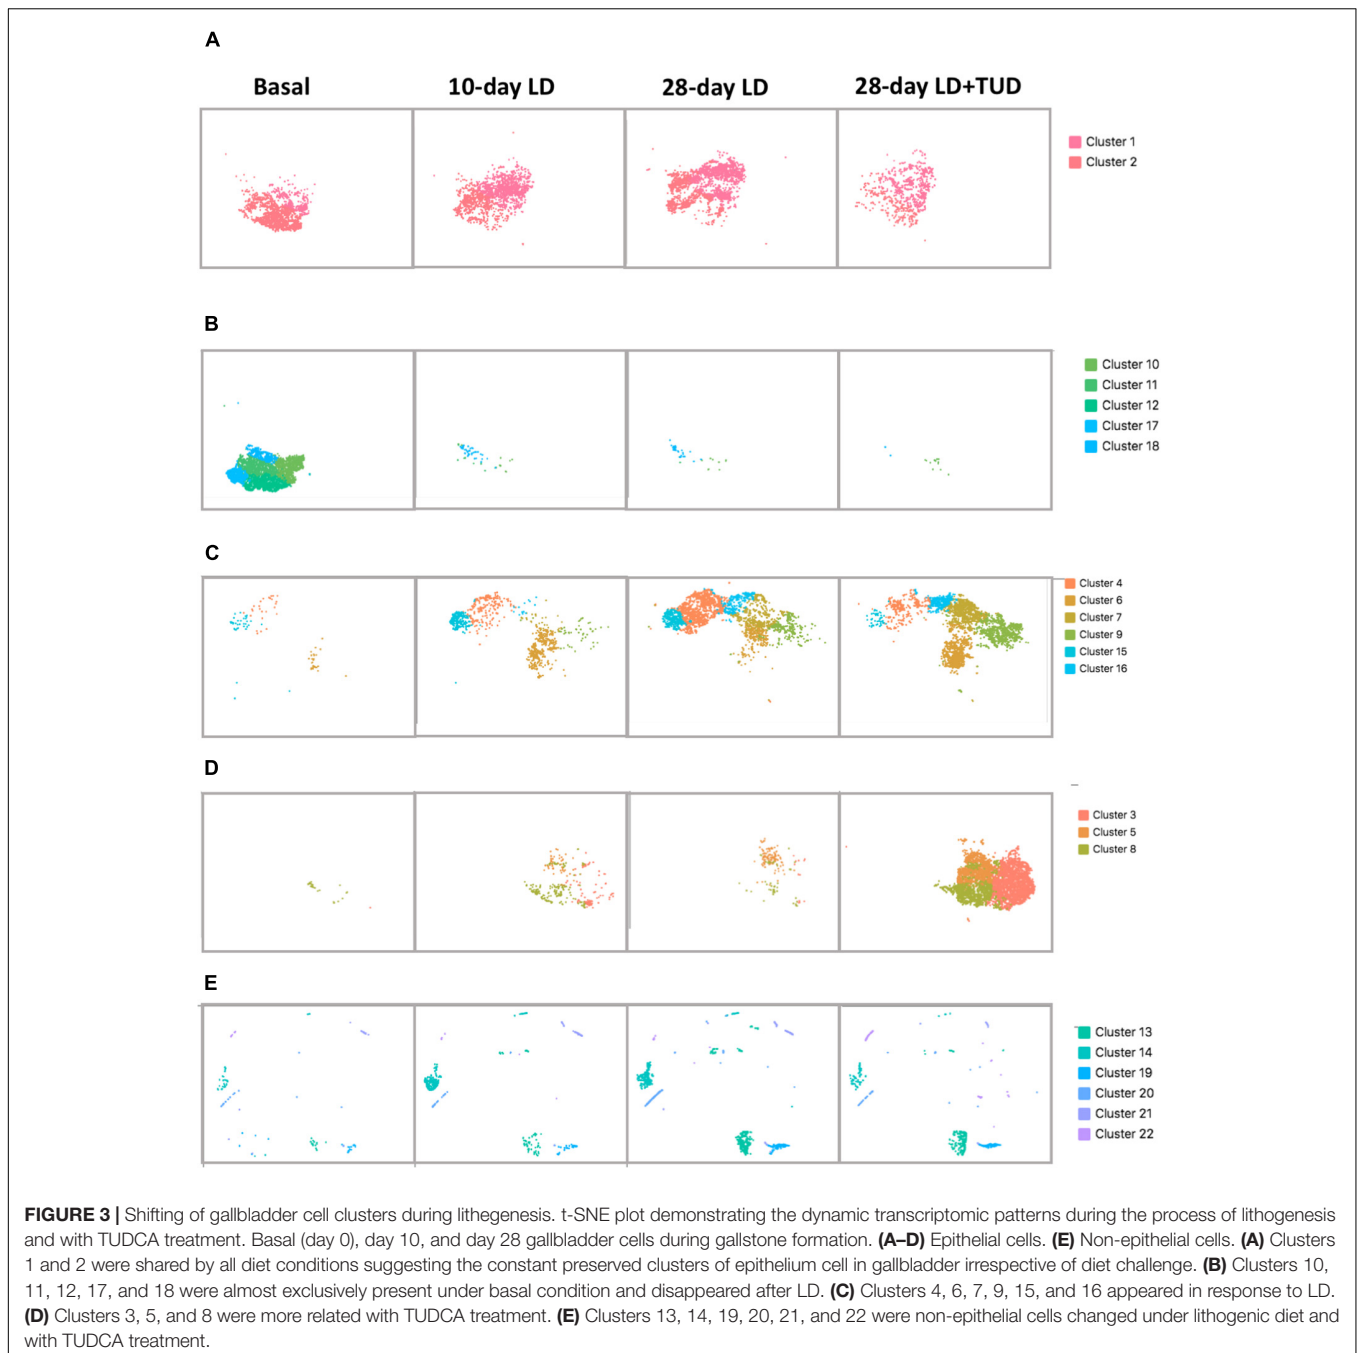 A
Basal
10-day LD
28-day LD
28-day LD+TUD
Cluster 1
Cluster 2
B
Cluster 10
Cluster 11
Cluster 12
Cluster 17
Cluster 18
C
Cluster 4
Cluster 6
Cluster 7
Cluster 9
Cluster 15
Cluster 16
D
Cluster 3
Cluster 5
Cluster 8
E
Cluster 13
Cluster 14
Cluster 19
Cluster 20
Cluster 21
Cluster 22
FIGURE 3 | Shifting of gallbladder cell clusters during lithegenesis. t-SNE plot demonstrating the dynamic transcriptomic patterns during the process of lithogenesis
and with TUDCA treatment. Basal (day 0), day 10, and day 28 gallbladder cells during gallstone formation. (A–D) Epithelial cells. (E) Non-epithelial cells. (A) Clusters
1 and 2 were shared by all diet conditions suggesting the constant preserved clusters of epithelium cell in gallbladder irrespective of diet challenge. (B) Clusters 10,
11, 12, 17, and 18 were almost exclusively present under basal condition and disappeared after LD. (C) Clusters 4, 6, 7, 9, 15, and 16 appeared in response to LD.
(D) Clusters 3, 5, and 8 were more related with TUDCA treatment. (E) Clusters 13, 14, 19, 20, 21, and 22 were non-epithelial cells changed under lithogenic diet and
with TUDCA treatment.